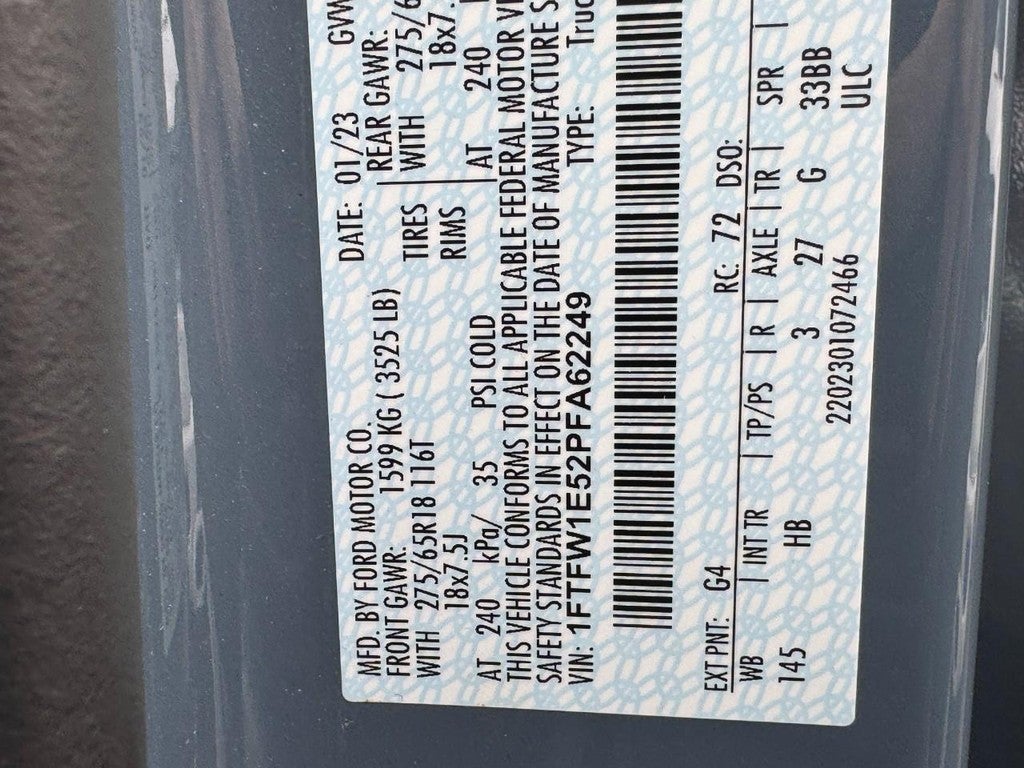 MFD. BY FORD MOTOR CO. DATE: 01/23 GVW
FRONT GAWR: 1599 KG ( 3525 LB) REAR GAWR:
WITH 275/65R18 116T TIRES WITH 275/6
18x7.5J RIMS 18x7.
AT 240 kPa/ 35 PSI COLD AT 240
THIS VEHICLE CONFORMS TO ALL APPLICABLE FEDERAL MOTOR VE
SAFETY STANDARDS IN EFFECT ON THE DATE OF MANUFACTURE S
VIN: 1FTFW1E52PFA62249 TYPE: Truc
EXT PNT: G4 RC: 72 DSO:
WB | INT TR | TP/PS | R | AXLE | TR | SPR |
145 HB 3 27 G 33BB
2202301072466 ULC